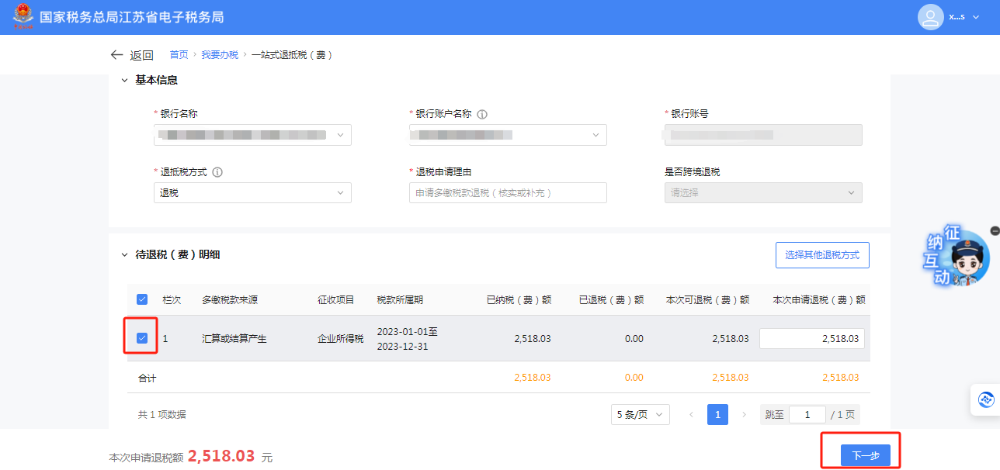 国家税务总局江苏省电子税务局
x...s
返回 首页 > 我要办税 > 一站式退抵税（费）
基本信息
* 银行名称 * 银行账户名称 * 银行账号
* 退抵税方式 * 退税申请理由 是否跨境退税
退税 申请多缴税款退税（核实或补充） 请选择
待退税（费）明细 选择其他退税方式
征纳互动
栏次 多缴税款来源 征收项目 税款所属期 已纳税（费）额 已退税（费）额 本次可退税（费）额 本次申请退税（费）额
1 汇算或结算产生 企业所得税 2023-01-01至 2,518.03 0.00 2,518.03 2,518.03
2023-12-31
合计 2,518.03 0.00 2,518.03 2,518.03
共 1 项数据 5 条/页 < 1 > 跳至 1 / 1 页
本次申请退税额 2,518.03 元 下一步